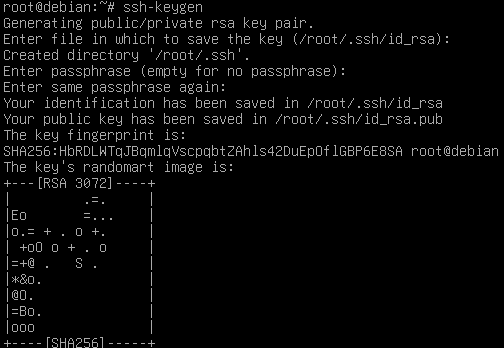 root@debian:~# ssh-keygen
Generating public/private rsa key pair.
Enter file in which to save the key (/root/.ssh/id_rsa):
Created directory '/root/.ssh'.
Enter passphrase (empty for no passphrase):
Enter same passphrase again:
Your identification has been saved in /root/.ssh/id_rsa
Your public key has been saved in /root/.ssh/id_rsa.pub
The key fingerprint is:
SHA256:HbRDLWTqJBqmlqVscpqbtZAhls42DuEpOflGBP6E8SA root@debian
The key's randomart image is:
+---[RSA 3072]----+
|         .=.     |
|Eo       =...    |
|o.= + . o +.     |
| +oO o + . o     |
|=+@ .   S .      |
|*&o.             |
|@O.              |
|=Bo.             |
|ooo              |
+----[SHA256]-----+